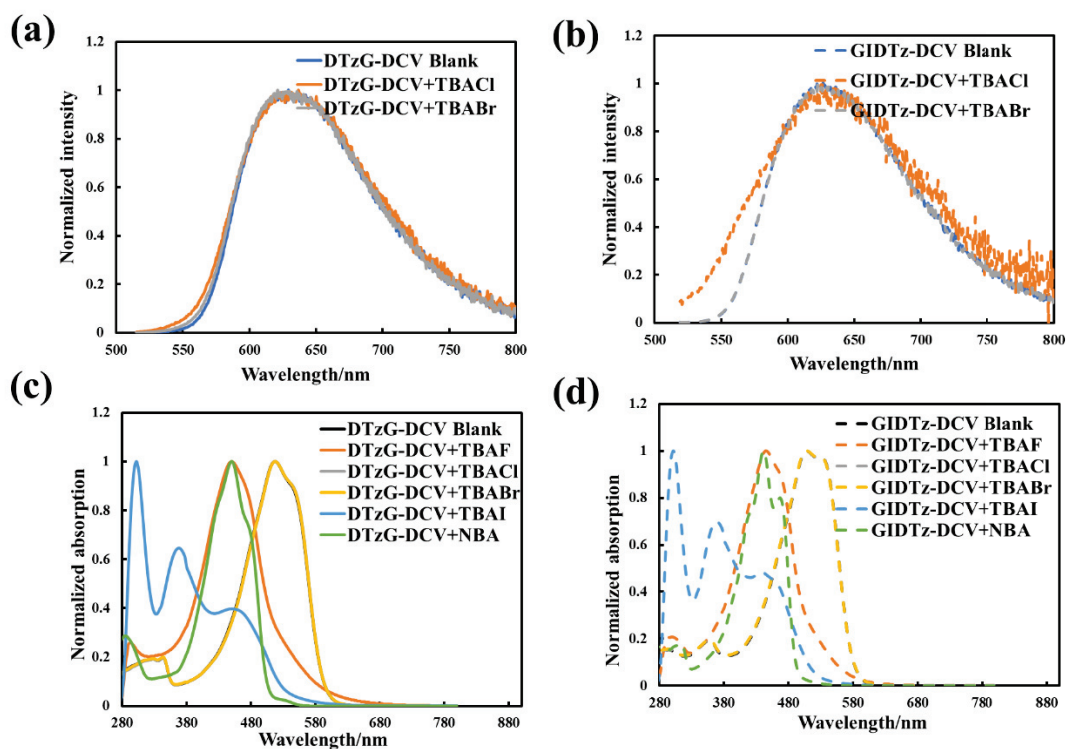 (a)
Normalized intensity
1.2
1
0.8
0.6
0.4
0.2
0
DTzG-DCV Blank
DTzG-DCV+TBACl
DTzG-DCV+TBABr
500 550 600 650 700 750 800
Wavelength/nm
(b)
Normalized intensity
1.2
1
0.8
0.6
0.4
0.2
0
GIDTz-DCV Blank
GIDTz-DCV+TBACl
GIDTz-DCV+TBABr
500 550 600 650 700 750 800
Wavelength/nm
(c)
Normalized absorption
1.2
1
0.8
0.6
0.4
0.2
0
DTzG-DCV Blank
DTzG-DCV+TBAF
DTzG-DCV+TBACl
DTzG-DCV+TBABr
DTzG-DCV+TBAI
DTzG-DCV+NBA
280 380 480 580 680 780 880
Wavelength/nm
(d)
Normalized absorption
1.2
1
0.8
0.6
0.4
0.2
0
GIDTz-DCV Blank
GIDTz-DCV+TBAF
GIDTz-DCV+TBACl
GIDTz-DCV+TBABr
GIDTz-DCV+TBAI
GIDTz-DCV+NBA
280 380 480 580 680 780 880
Wavelength/nm